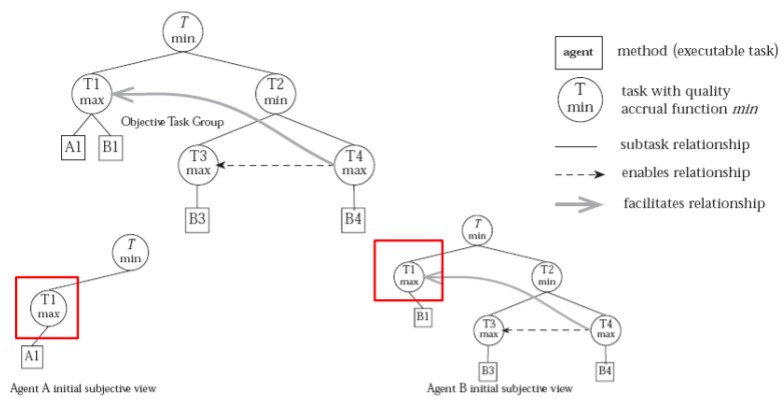 T
min
T1
max
T2
min
Objective Task Group
A1
B1
T3
max
T4
max
B3
B4
agent
method (executable task)
T
min
task with quality
accrual function min
subtask relationship
enables relationship
facilitates relationship
T
min
T1
max
A1
Agent A initial subjective view
T
min
T1
max
T2
min
B1
T3
max
T4
max
B3
B4
Agent B initial subjective view